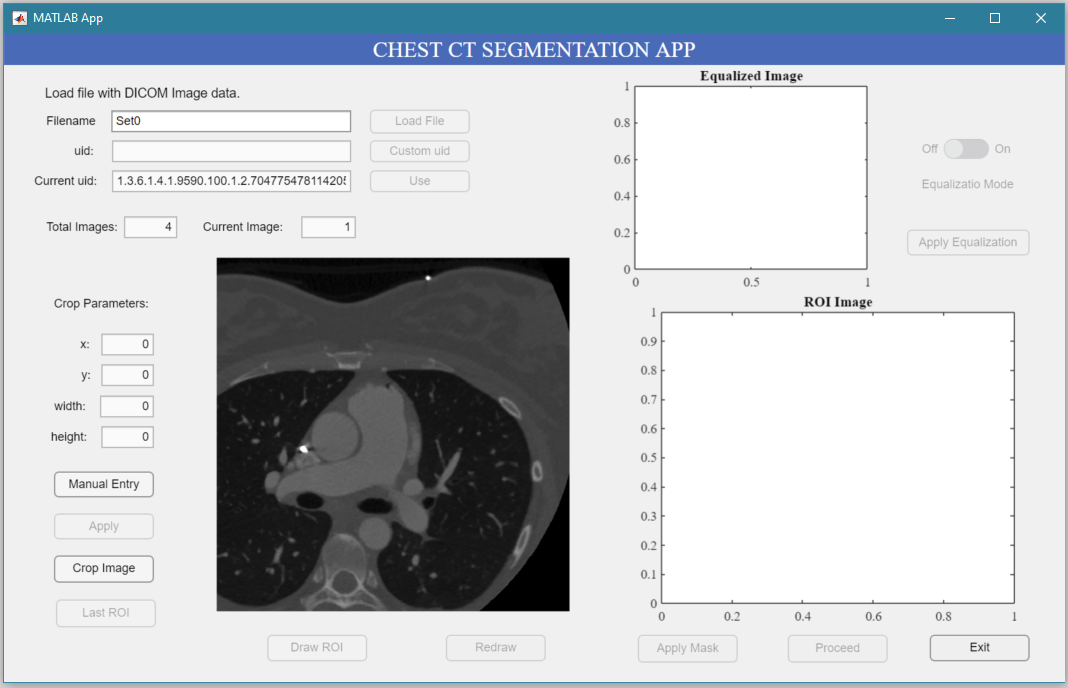 MATLAB App
CHEST CT SEGMENTATION APP
Load file with DICOM Image data.
Filename Set0 Load File
uid: Custom uid
Current uid: 1.3.6.1.4.1.9590.100.1.2.704775478114205 Use
Total Images: 4 Current Image: 1
Crop Parameters:
x: 0
y: 0
width: 0
height: 0
Manual Entry
Apply
Crop Image
Last ROI
Draw ROI Redraw
Equalized Image
1
0.8
0.6
0.4
0.2
0
0 0.5 1
Off On
Equalizatio Mode
Apply Equalization
ROI Image
1
0.9
0.8
0.7
0.6
0.5
0.4
0.3
0.2
0.1
0
0 0.2 0.4 0.6 0.8 1
Apply Mask Proceed Exit